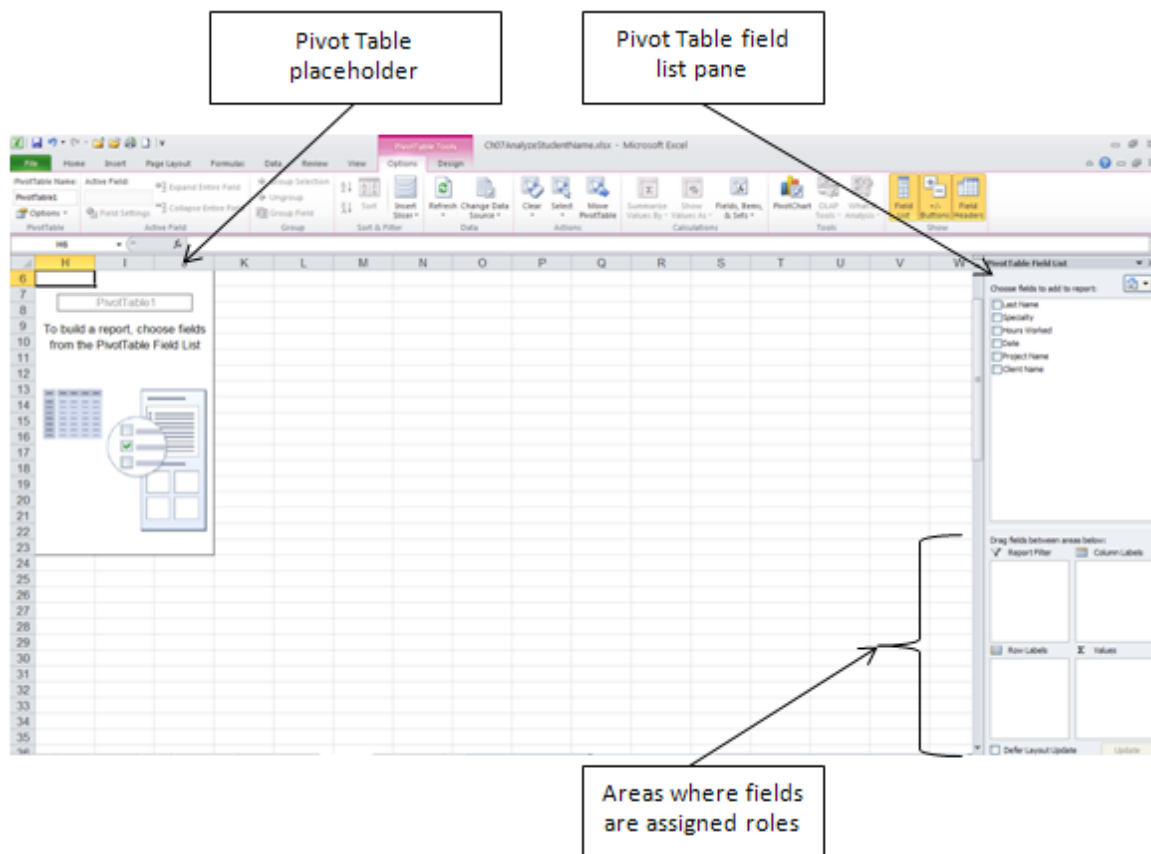 Pivot Table
placeholder
Pivot Table field
list pane
PivotTable Tools
Ch07AnalyzeStudentName.xlsx - Microsoft Excel
File Home Insert Page Layout Formulas Data Review View Options Design
PivotTable Name: Active Field:
PivotTable1
Options
Field Settings
Expand Entire Field
Collapse Entire Field
Group Selection
Ungroup
Group Field
Sort
Insert
Slicer
Refresh
Change Data
Source
Clear
Select
Move
PivotTable
Summarize
Values By
Show
Values As
Fields, Items,
& Sets
PivotChart
OLAP
Tools
What-If
Analysis
Field
List
+/-
Buttons
Field
Headers
PivotTable Active Field Group Sort & Filter Data Actions Calculations Tools Show
H6
H I J K L M N O P Q R S T U V W
PivotTable Field List
6
7
8
9
10
11
12
13
14
15
16
17
18
19
20
21
22
23
24
25
26
27
28
29
30
31
32
33
34
35
36
PivotTable1
To build a report, choose fields
from the PivotTable Field List
Choose fields to add to report:
Last Name
Specialty
Hours Worked
Date
Project Name
Client Name
Drag fields between areas below:
Report Filter Column Labels
Row Labels Σ Values
Defer Layout Update Update
Areas where fields
are assigned roles